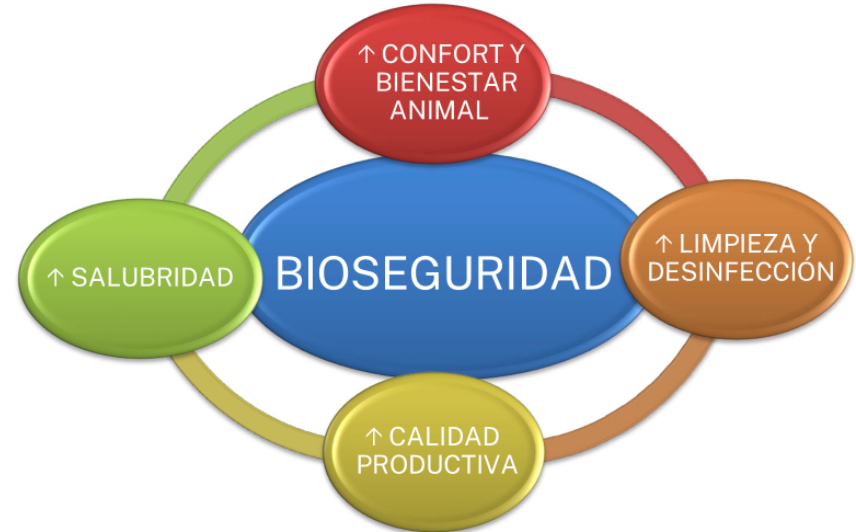 ↑ CONFORT Y
BIENESTAR
ANIMAL
↑ SALUBRIDAD
BIOSEGURIDAD
↑ LIMPIEZA Y
DESINFECCIÓN
↑ CALIDAD
PRODUCTIVA